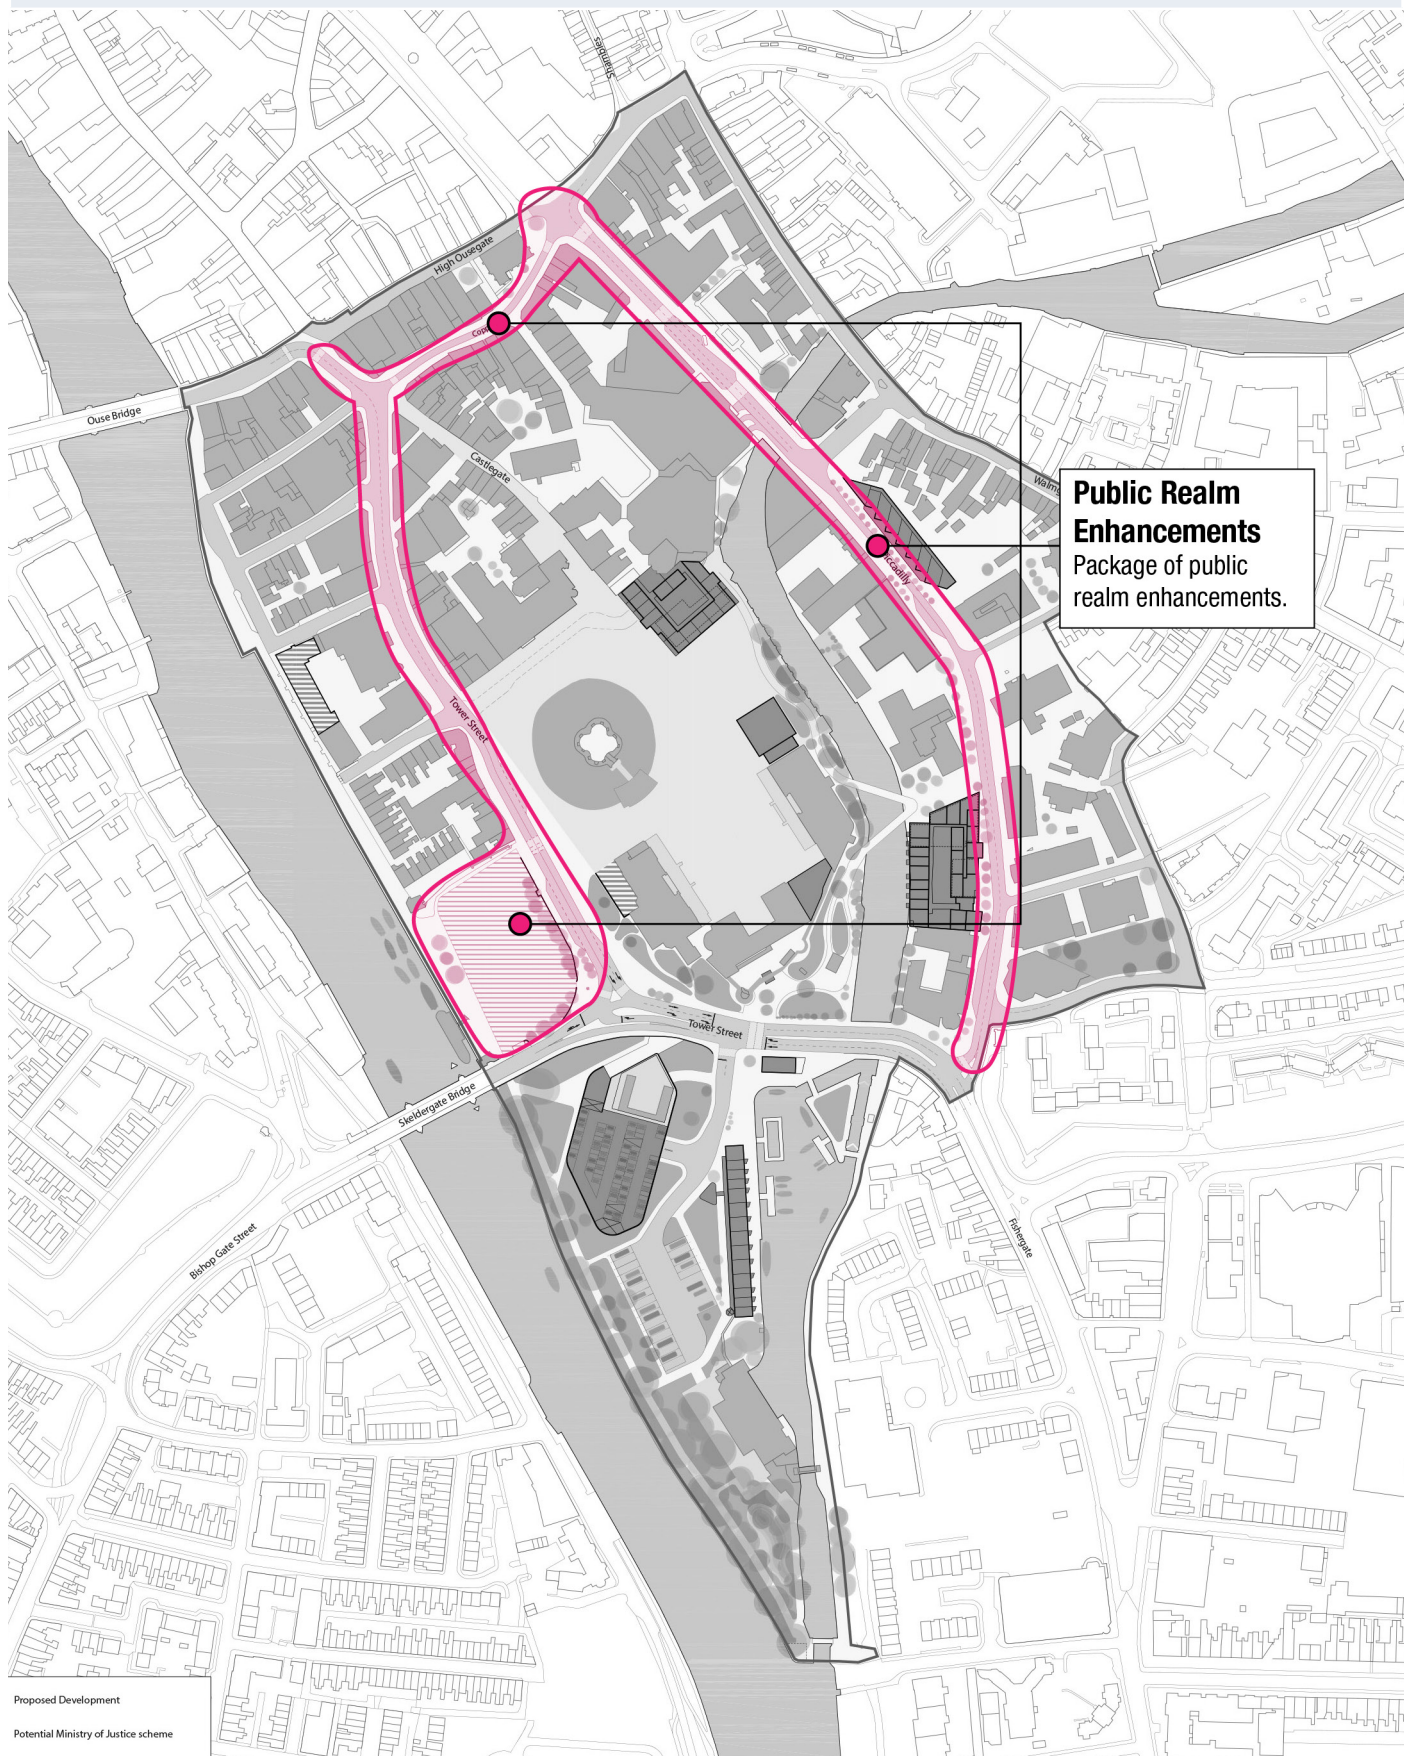 Shambles
High Ousegate
Ouse Bridge
Castlegate
Public Realm
Enhancements
Package of public
realm enhancements.
Tower Street
Tower Street
Skeldergate Bridge
Bishop Gate Street
Fishergate
Proposed Development
Potential Ministry of Justice scheme